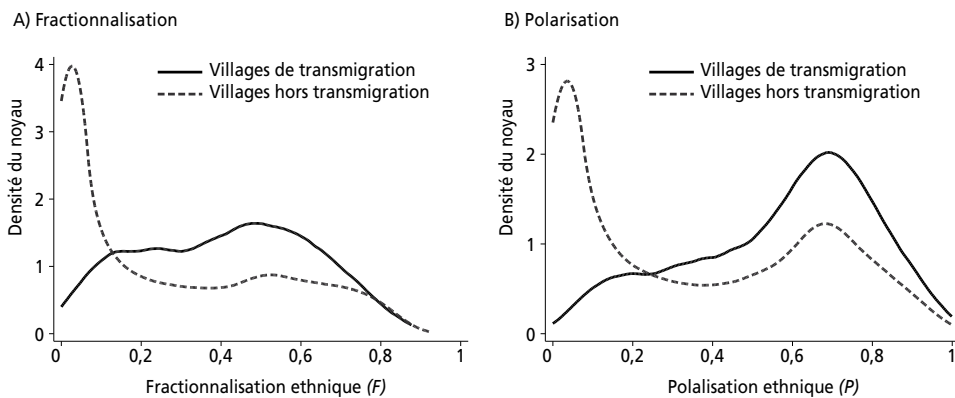 A) Fractionnalisation
4
3
2
1
0
Densité du noyau
Villages de transmigration
Villages hors transmigration
0 0,2 0,4 0,6 0,8 1
Fractionnalisation ethnique (F)
B) Polarisation
3
2
1
0
Densité du noyau
Villages de transmigration
Villages hors transmigration
0 0,2 0,4 0,6 0,8 1
Polalisation ethnique (P)